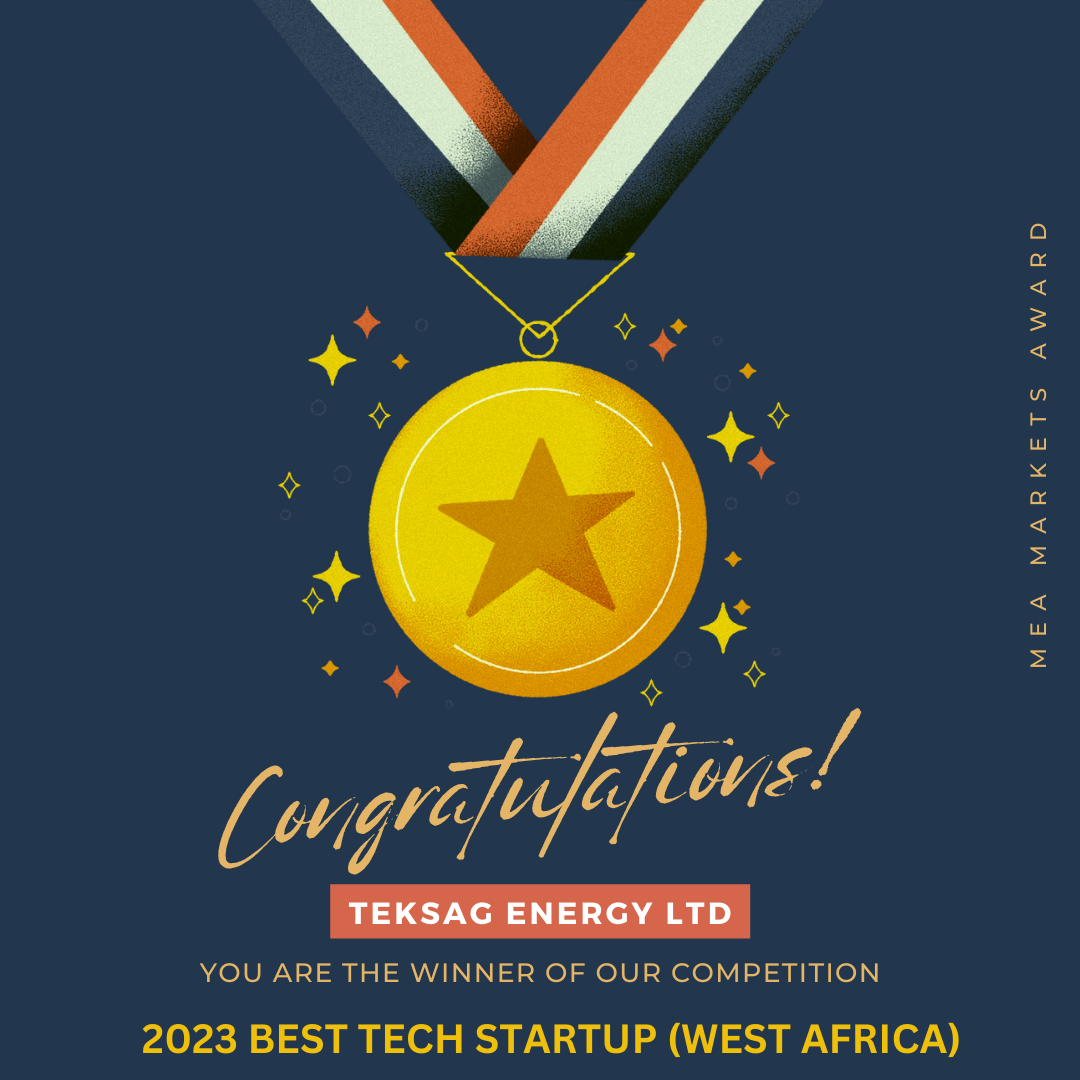 MEA MARKETS AWARD
Congratulations!
TEKSAG ENERGY LTD
YOU ARE THE WINNER OF OUR COMPETITION
2023 BEST TECH STARTUP (WEST AFRICA)